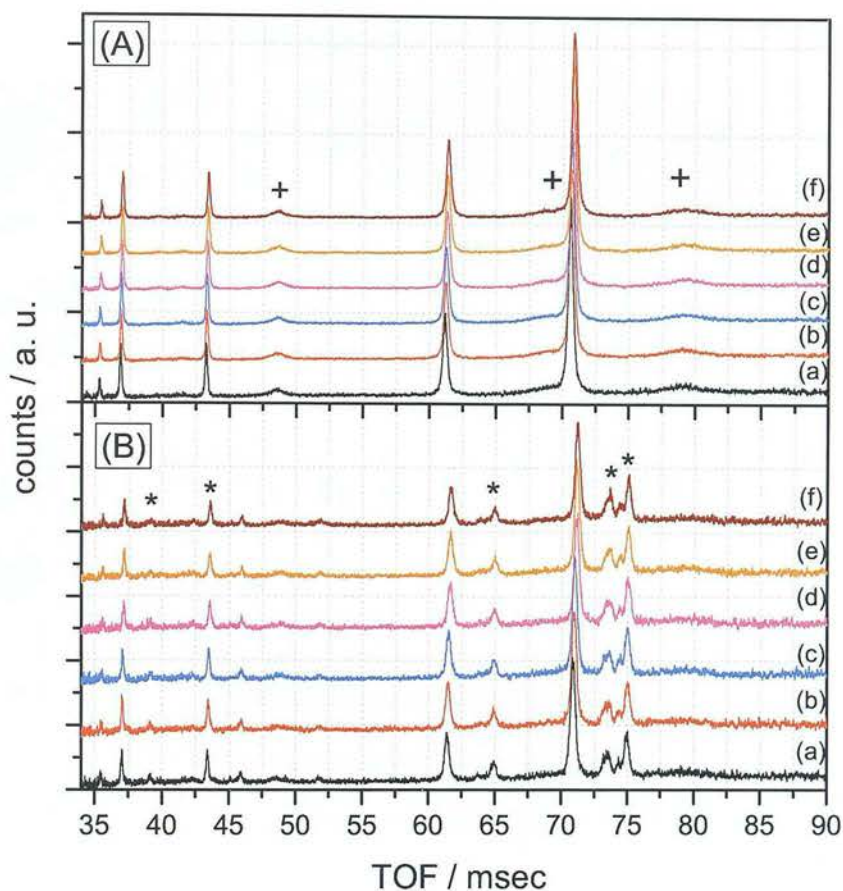 (A)
+ + +
(f)
(e)
(d)
(c)
(b)
(a)
counts / a. u.
(B)
* * * * *
(f)
(e)
(d)
(c)
(b)
(a)
35 40 45 50 55 60 65 70 75 80 85 90
TOF / msec